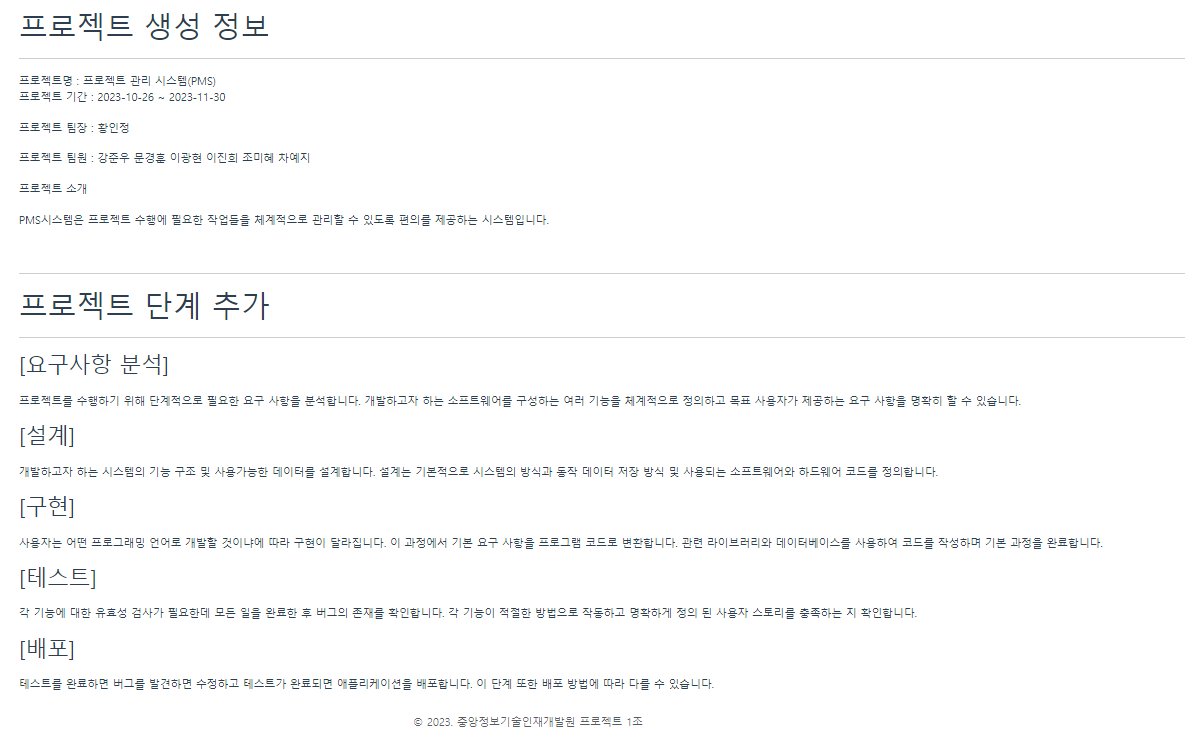 프로젝트 생성 정보
프로젝트명 : 프로젝트 관리 시스템(PMS)
프로젝트 기간 : 2023-10-26 ~ 2023-11-30
프로젝트 팀장 : 황인정
프로젝트 팀원 : 강준우 문경훈 이광현 이진희 조미혜 차예지
프로젝트 소개
PMS시스템은 프로젝트 수행에 필요한 작업들을 체계적으로 관리할 수 있도록 편의를 제공하는 시스템입니다.
프로젝트 단계 추가
[요구사항 분석]
프로젝트를 수행하기 위해 단계적으로 필요한 요구 사항을 분석합니다. 개발하고자 하는 소프트웨어를 구성하는 여러 기능을 체계적으로 정의하고 목표 사용자가 제공하는 요구 사항을 명확히 할 수 있습니다.
[설계]
개발하고자 하는 시스템의 기능 구조 및 사용가능한 데이터를 설계합니다. 설계는 기본적으로 시스템의 방식과 동작 데이터 저장 방식 및 사용되는 소프트웨어와 하드웨어 코드를 정의합니다.
[구현]
사용자는 어떤 프로그래밍 언어로 개발할 것이냐에 따라 구현이 달라집니다. 이 과정에서 기본 요구 사항을 프로그램 코드로 변환합니다. 관련 라이브러리와 데이터베이스를 사용하여 코드를 작성하며 기본 과정을 완료합니다.
[테스트]
각 기능에 대한 유효성 검사가 필요한데 모든 일을 완료한 후 버그의 존재를 확인합니다. 각 기능이 적절한 방법으로 작동하고 명확하게 정의 된 사용자 스토리를 충족하는 지 확인합니다.
[배포]
테스트를 완료하면 버그를 발견하면 수정하고 테스트가 완료되면 애플리케이션을 배포합니다. 이 단계 또한 배포 방법에 따라 다를 수 있습니다.
© 2023. 중앙정보기술인재개발원 프로젝트 1조